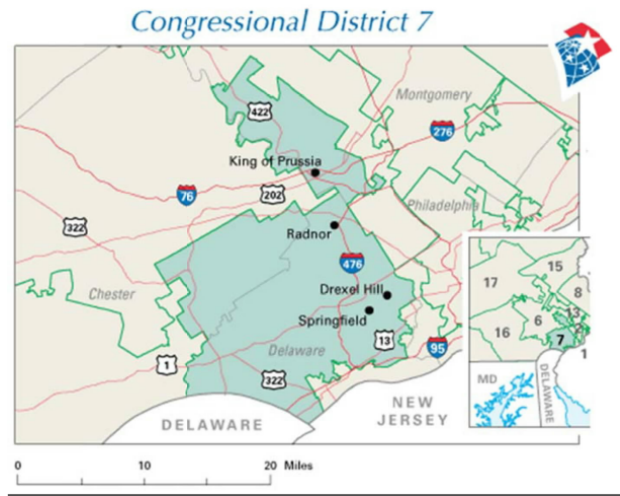 Congressional District 7
422
Montgomery
276
King of Prussia
76
202
Philadelphia
322
Radnor
476
Chester
Drexel Hill
Springfield
Delaware
13
95
1
322
DELAWARE
NEW
JERSEY
15
17
8
13
6
2
16
7
1
MD
DELAWARE
0 10 20 Miles